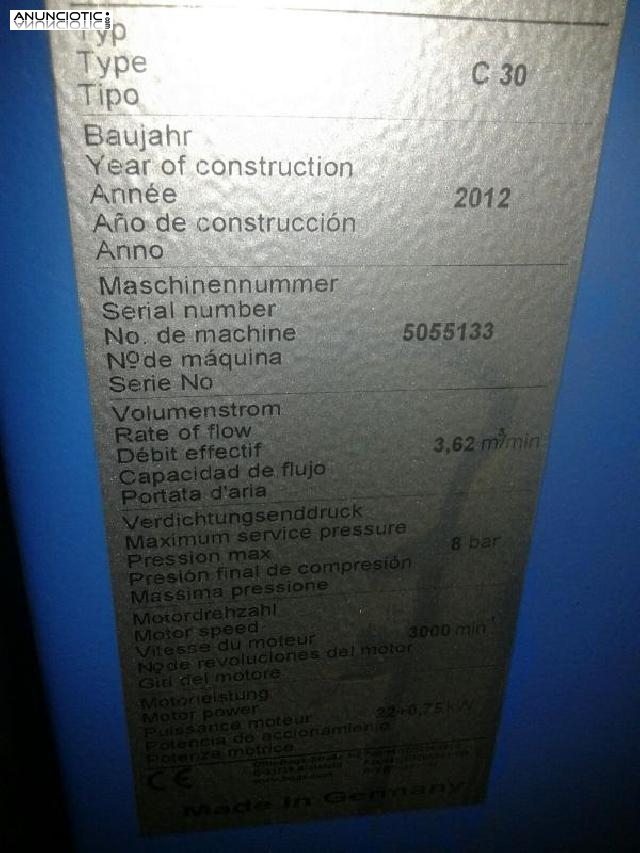 ANUNCIOTIC
Typ
Type C 30
Tipo
Baujahr
Year of construction
Année 2012
Año de construcción
Anno
Maschinennummer
Serial number
No. de machine 5055133
Nº de máquina
Serie No
Volumenstrom
Rate of flow
Débit effectif 3,62 m³/min
Capacidad de flujo
Portata d'aria
Verdichtungsenddruck
Maximum service pressure
Pression max 8 bar
Presión final de compresión
Massima pressione
Motordrehzahl
Motor speed
Vitesse du moteur 3000 min
Nº de revoluciones del motor
Giri del motore
Motorleistung
Motor power
Puissance moteur 22+0,75 kW
Potencia de accionamiento
Potenza motrice
CE
Made in Germany